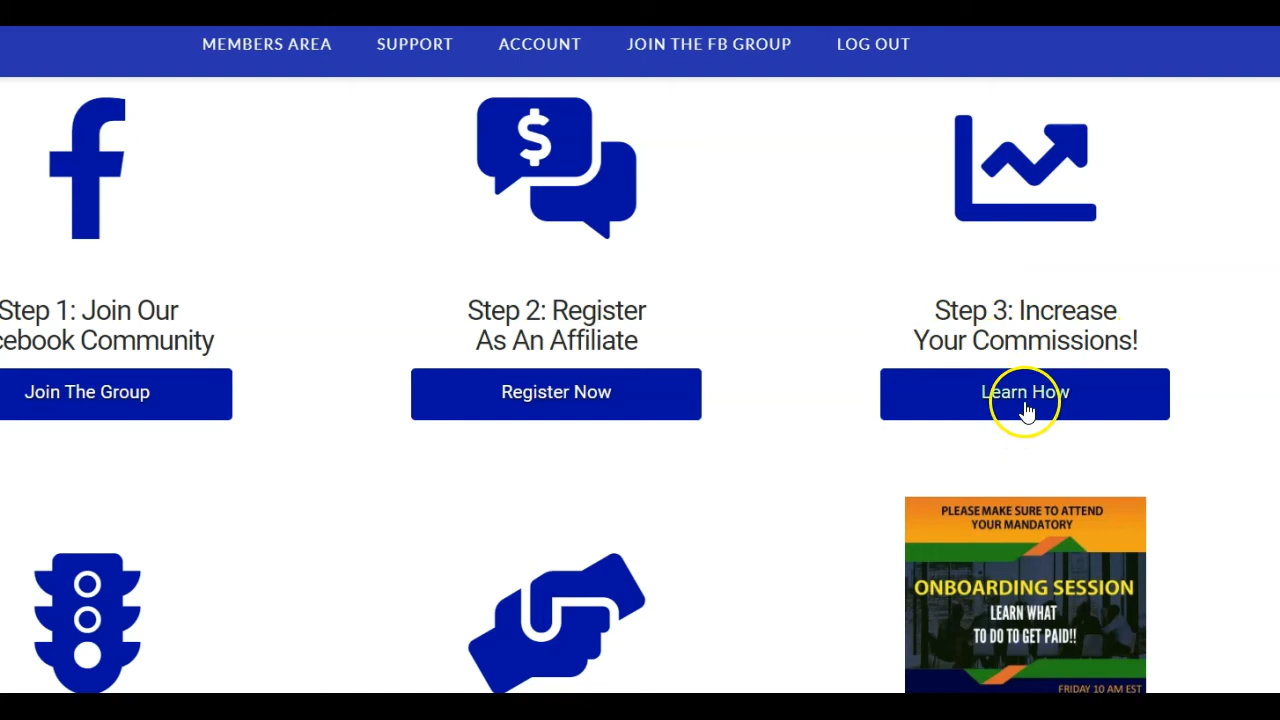 MEMBERS AREA SUPPORT ACCOUNT JOIN THE FB GROUP LOG OUT
$
Step 1: Join Our
cebook Community
Join The Group
Step 2: Register
As An Affiliate
Register Now
Step 3: Increase
Your Commissions!
Learn How
PLEASE MAKE SURE TO ATTEND
YOUR MANDATORY
ONBOARDING SESSION
LEARN WHAT
TO DO TO GET PAID!!
FRIDAY 10 AM EST